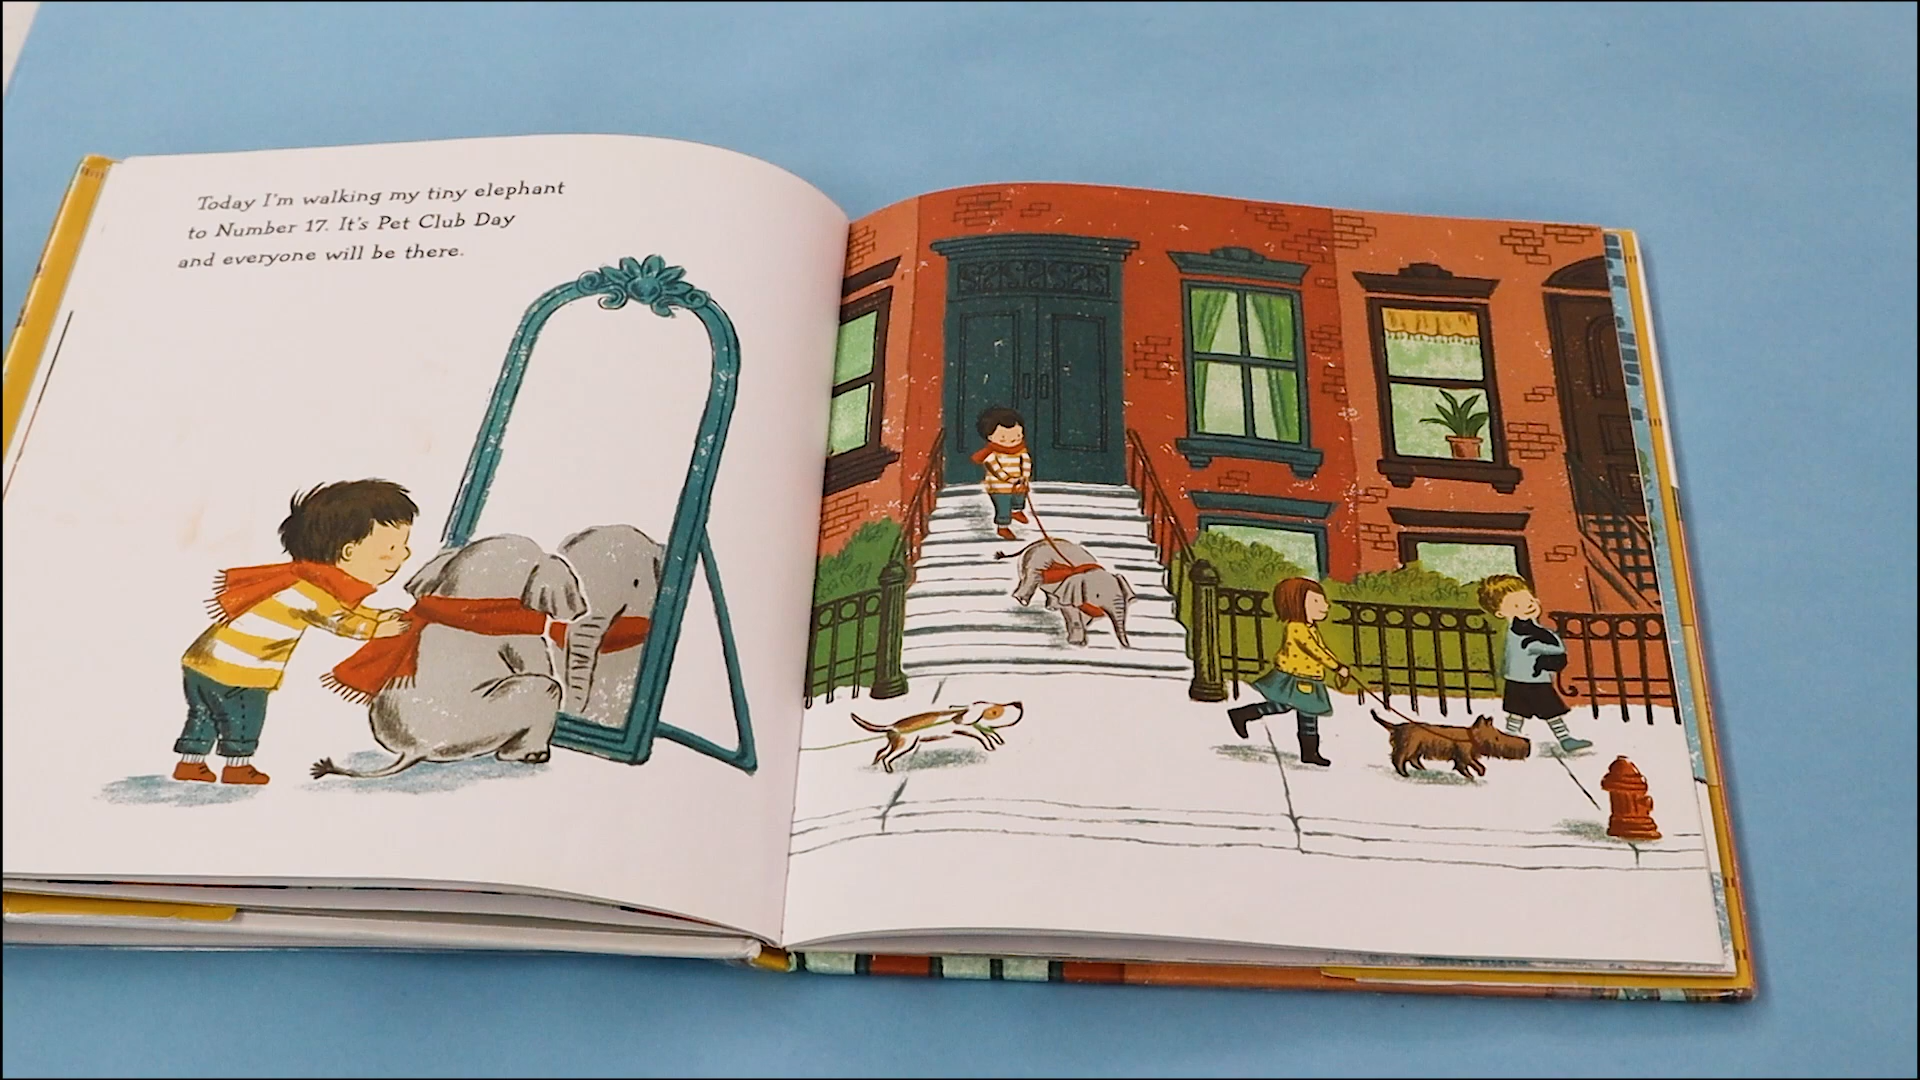 Today I'm walking my tiny elephant
to Number 17. It's Pet Club Day
and everyone will be there.